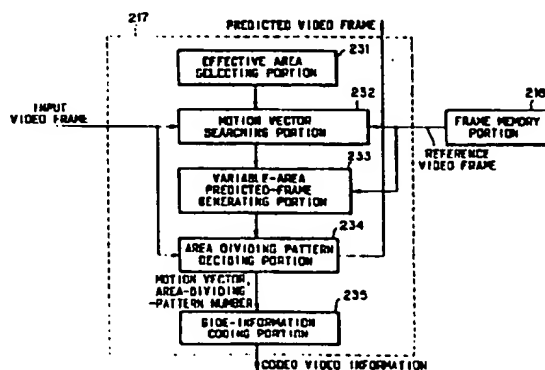 217
PREDICTED VIDEO FRAME
231
EFFECTIVE AREA
SELECTING PORTION
232
INPUT
VIDEO FRAME
MOTION VECTOR
SEARCHING PORTION
216
FRAME MEMORY
PORTION
REFERENCE
VIDEO FRAME
233
VARIABLE-AREA
PREDICTED-FRAME
GENERATING PORTION
234
AREA DIVIDING PATTERN
DECIDING PORTION
MOTION VECTOR,
AREA-DIVIDING
-PATTERN NUMBER
235
SIDE-INFORMATION
CODING PORTION
CODED VIDEO INFORMATION